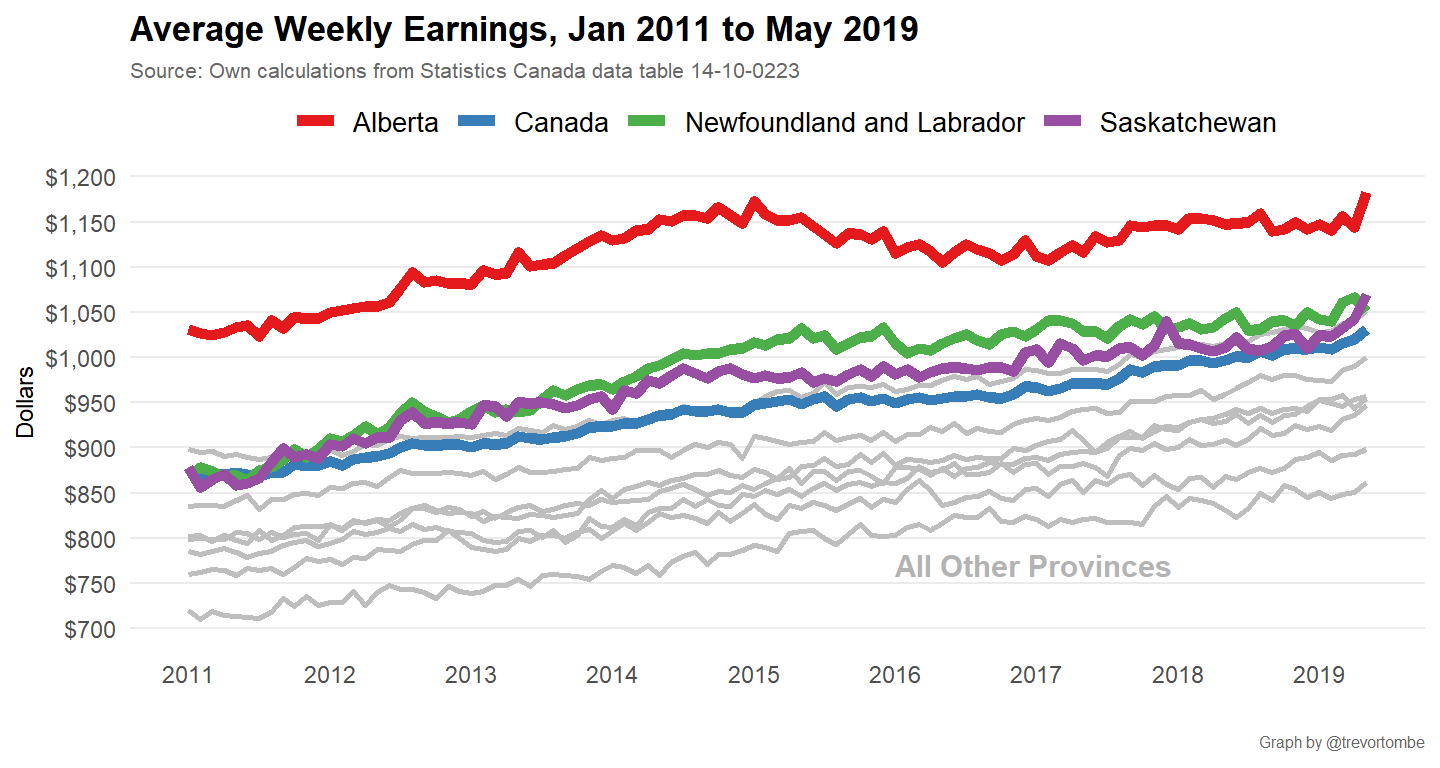 Average Weekly Earnings, Jan 2011 to May 2019
Source: Own calculations from Statistics Canada data table 14-10-0223
Alberta Canada Newfoundland and Labrador Saskatchewan
$1,200
$1,150
$1,100
$1,050
$1,000
$950
$900
$850
$800
$750
$700
Dollars
All Other Provinces
2011 2012 2013 2014 2015 2016 2017 2018 2019
Graph by @trevortombe